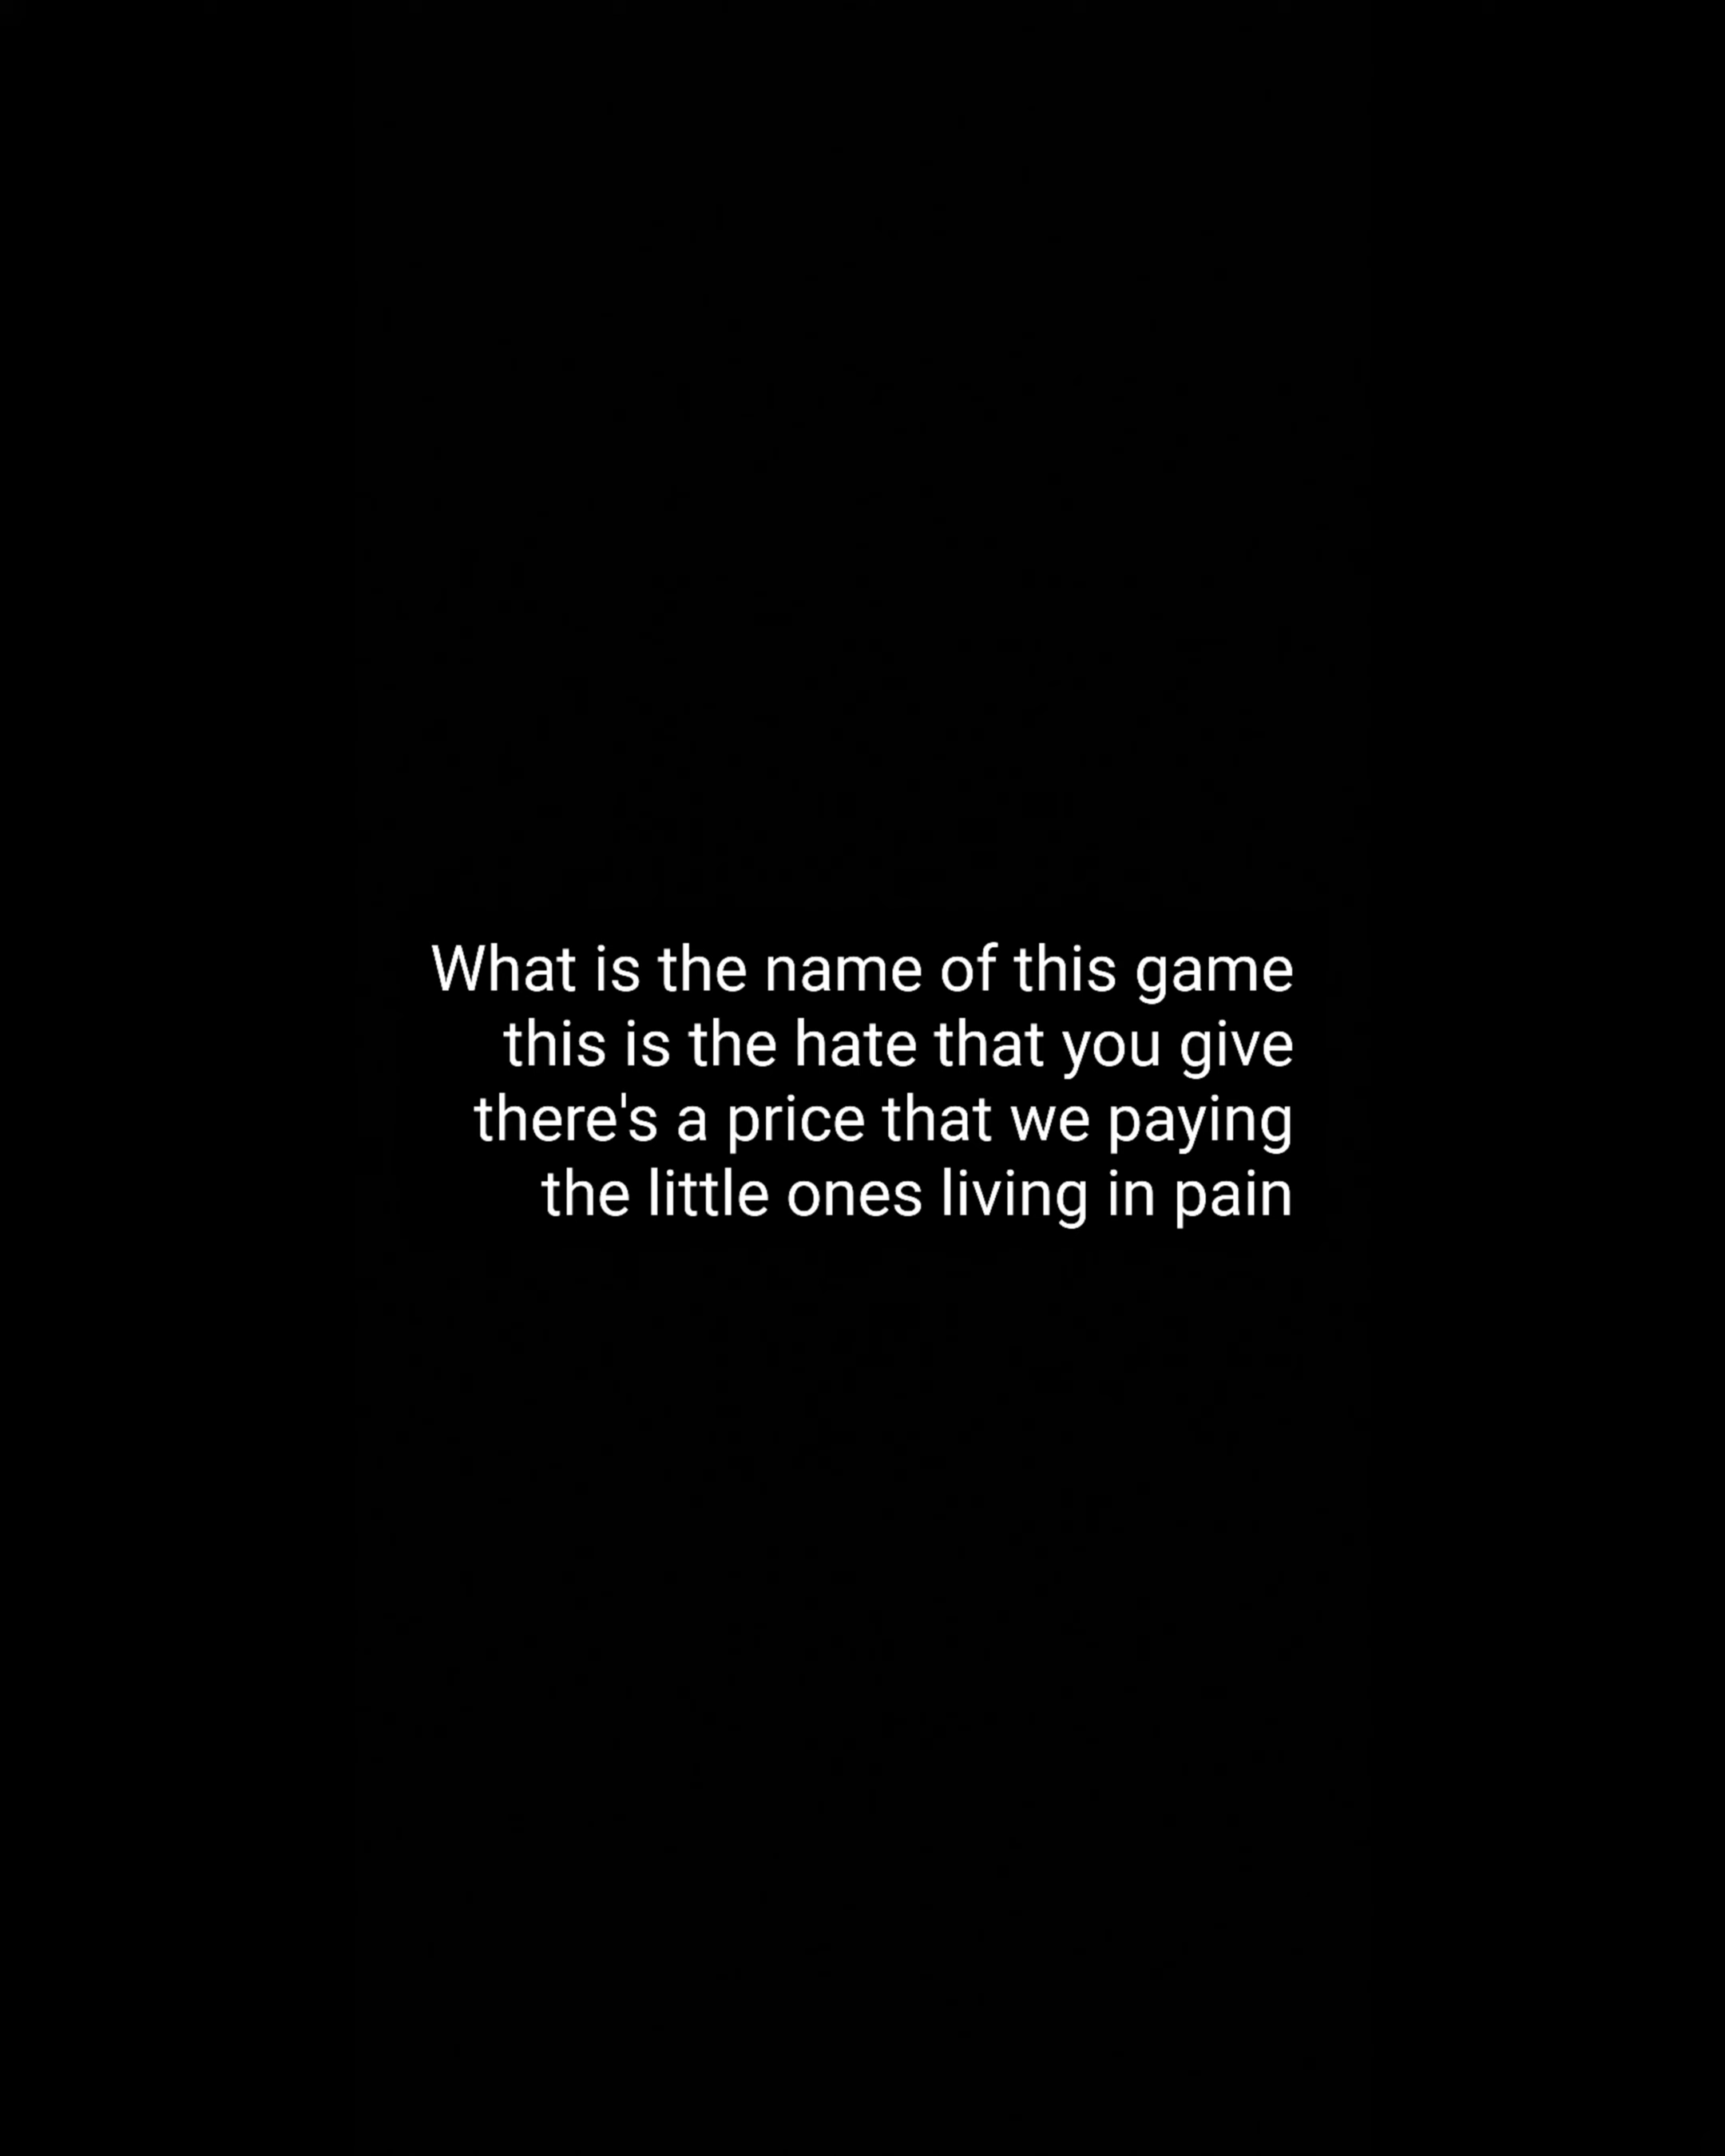 What is the name of this game
this is the hate that you give
there's a price that we paying
the little ones living in pain